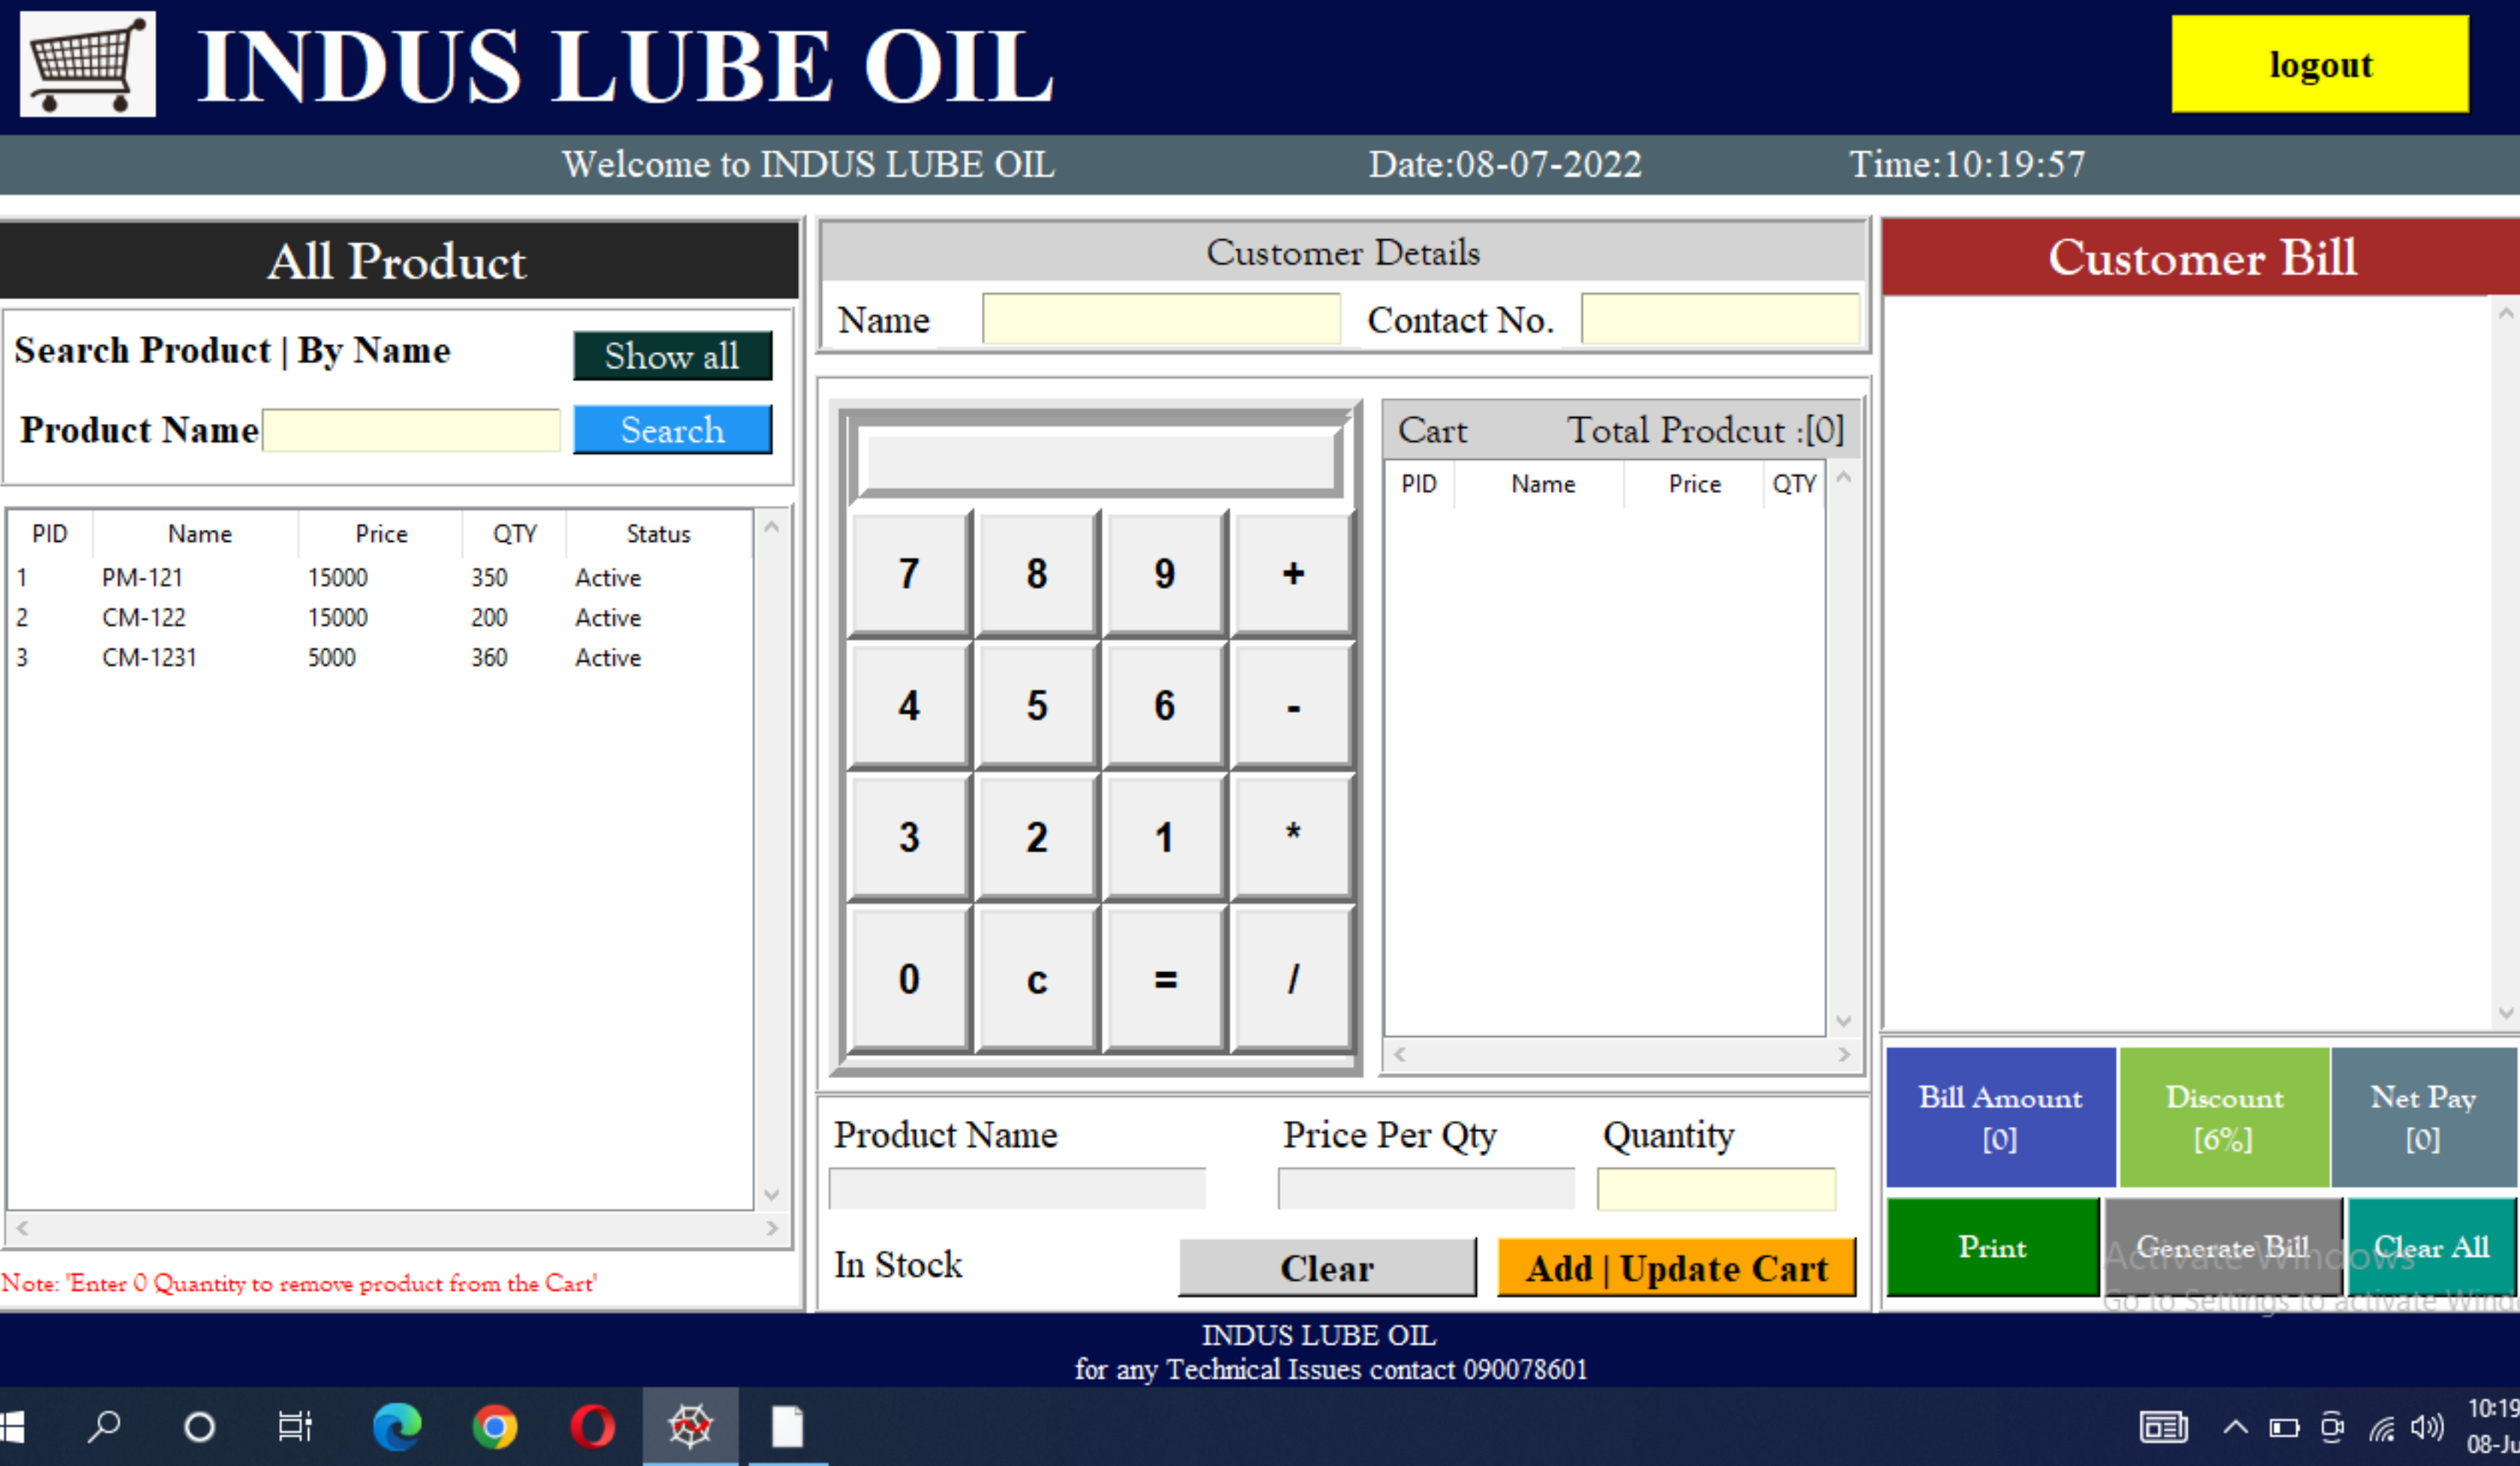 INDUS LUBE OIL
logout
Welcome to INDUS LUBE OIL Date:08-07-2022 Time:10:19:57
All Product
Search Product | By Name
Show all
Product Name
Search
PID Name Price QTY Status
1 PM-121 15000 350 Active
2 CM-122 15000 200 Active
3 CM-1231 5000 360 Active
Note: 'Enter 0 Quantity to remove product from the Cart'
Customer Details
Name Contact No.
7 8 9 +
4 5 6 -
3 2 1 *
0 c = /
Cart Total Prodcut :[0]
PID Name Price QTY
Product Name Price Per Qty Quantity
In Stock
Clear
Add | Update Cart
Customer Bill
Bill Amount
[0]
Discount
[6%]
Net Pay
[0]
Print
Generate Bill
Clear All
Activate Windows
Go to Settings to activate Wind
INDUS LUBE OIL
for any Technical Issues contact 090078601
10:19
08-Ju